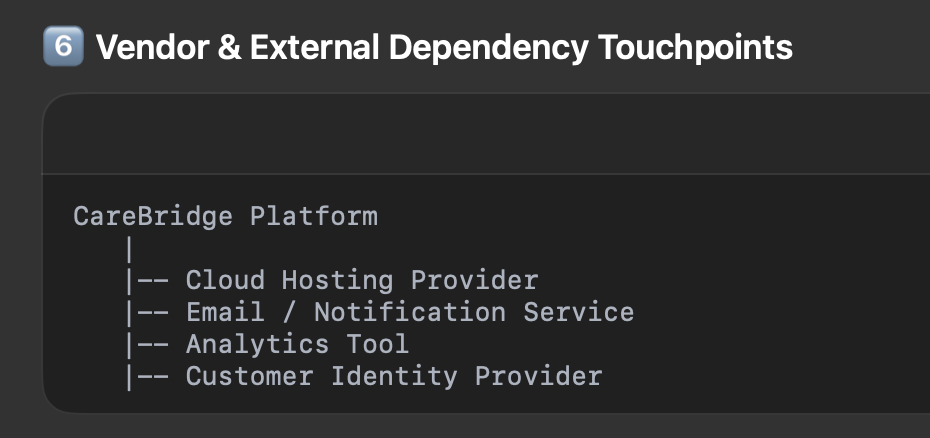 6 Vendor & External Dependency Touchpoints
CareBridge Platform
|
|-- Cloud Hosting Provider
|-- Email / Notification Service
|-- Analytics Tool
|-- Customer Identity Provider